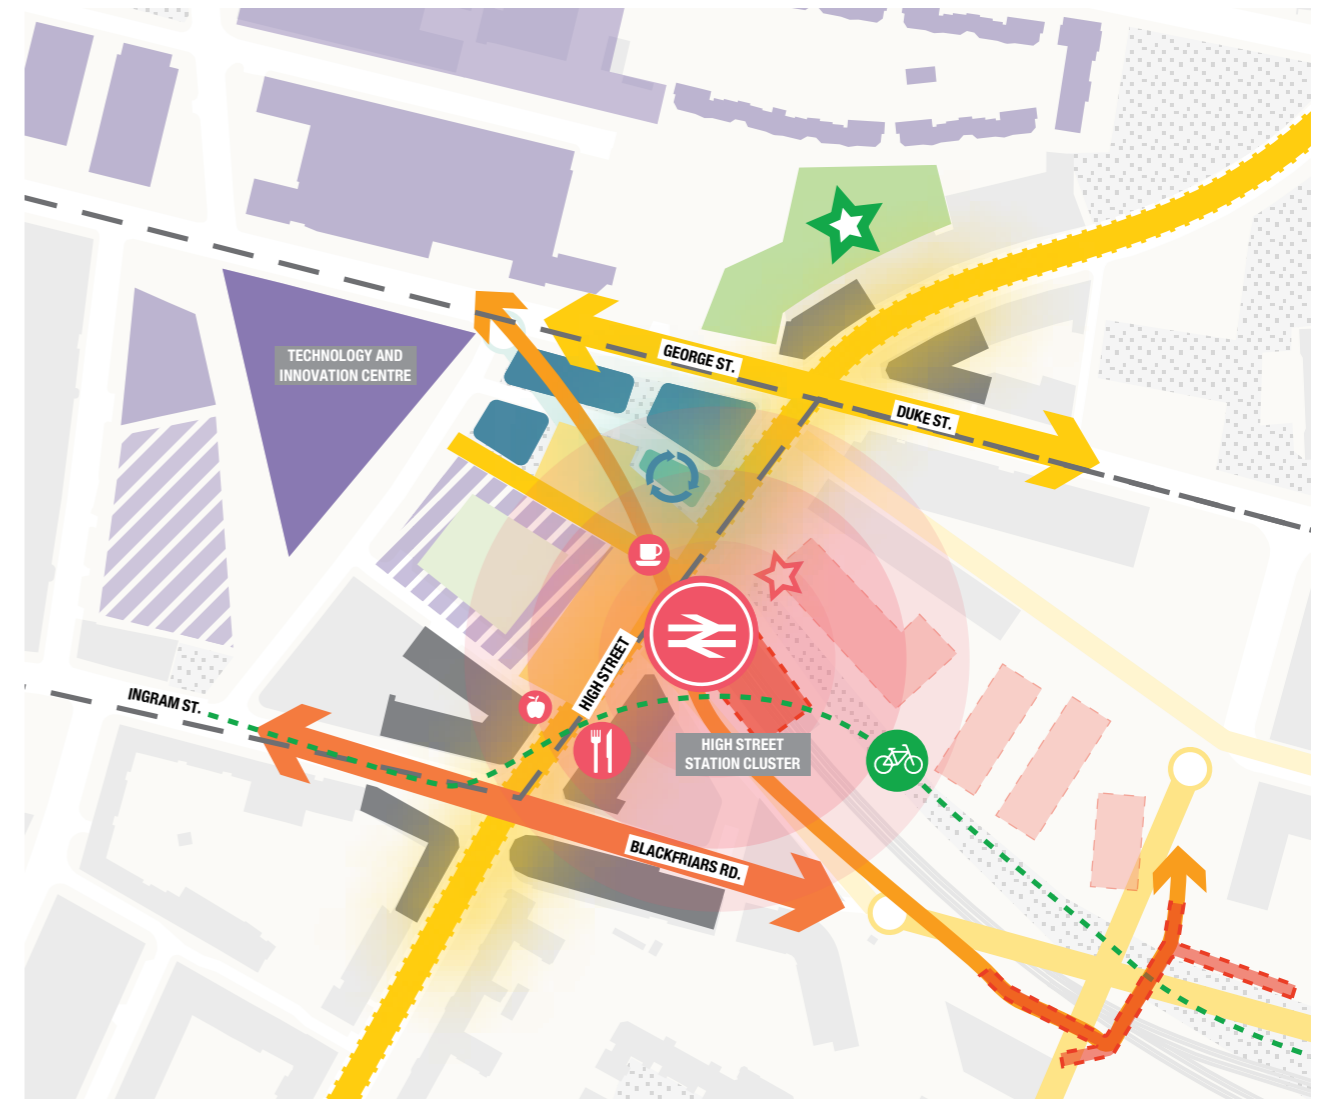 GEORGE ST.
TECHNOLOGY AND
INNOVATION CENTRE
DUKE ST.
HIGH STREET
INGRAM ST.
HIGH STREET
STATION CLUSTER
BLACKFRIARS RD.